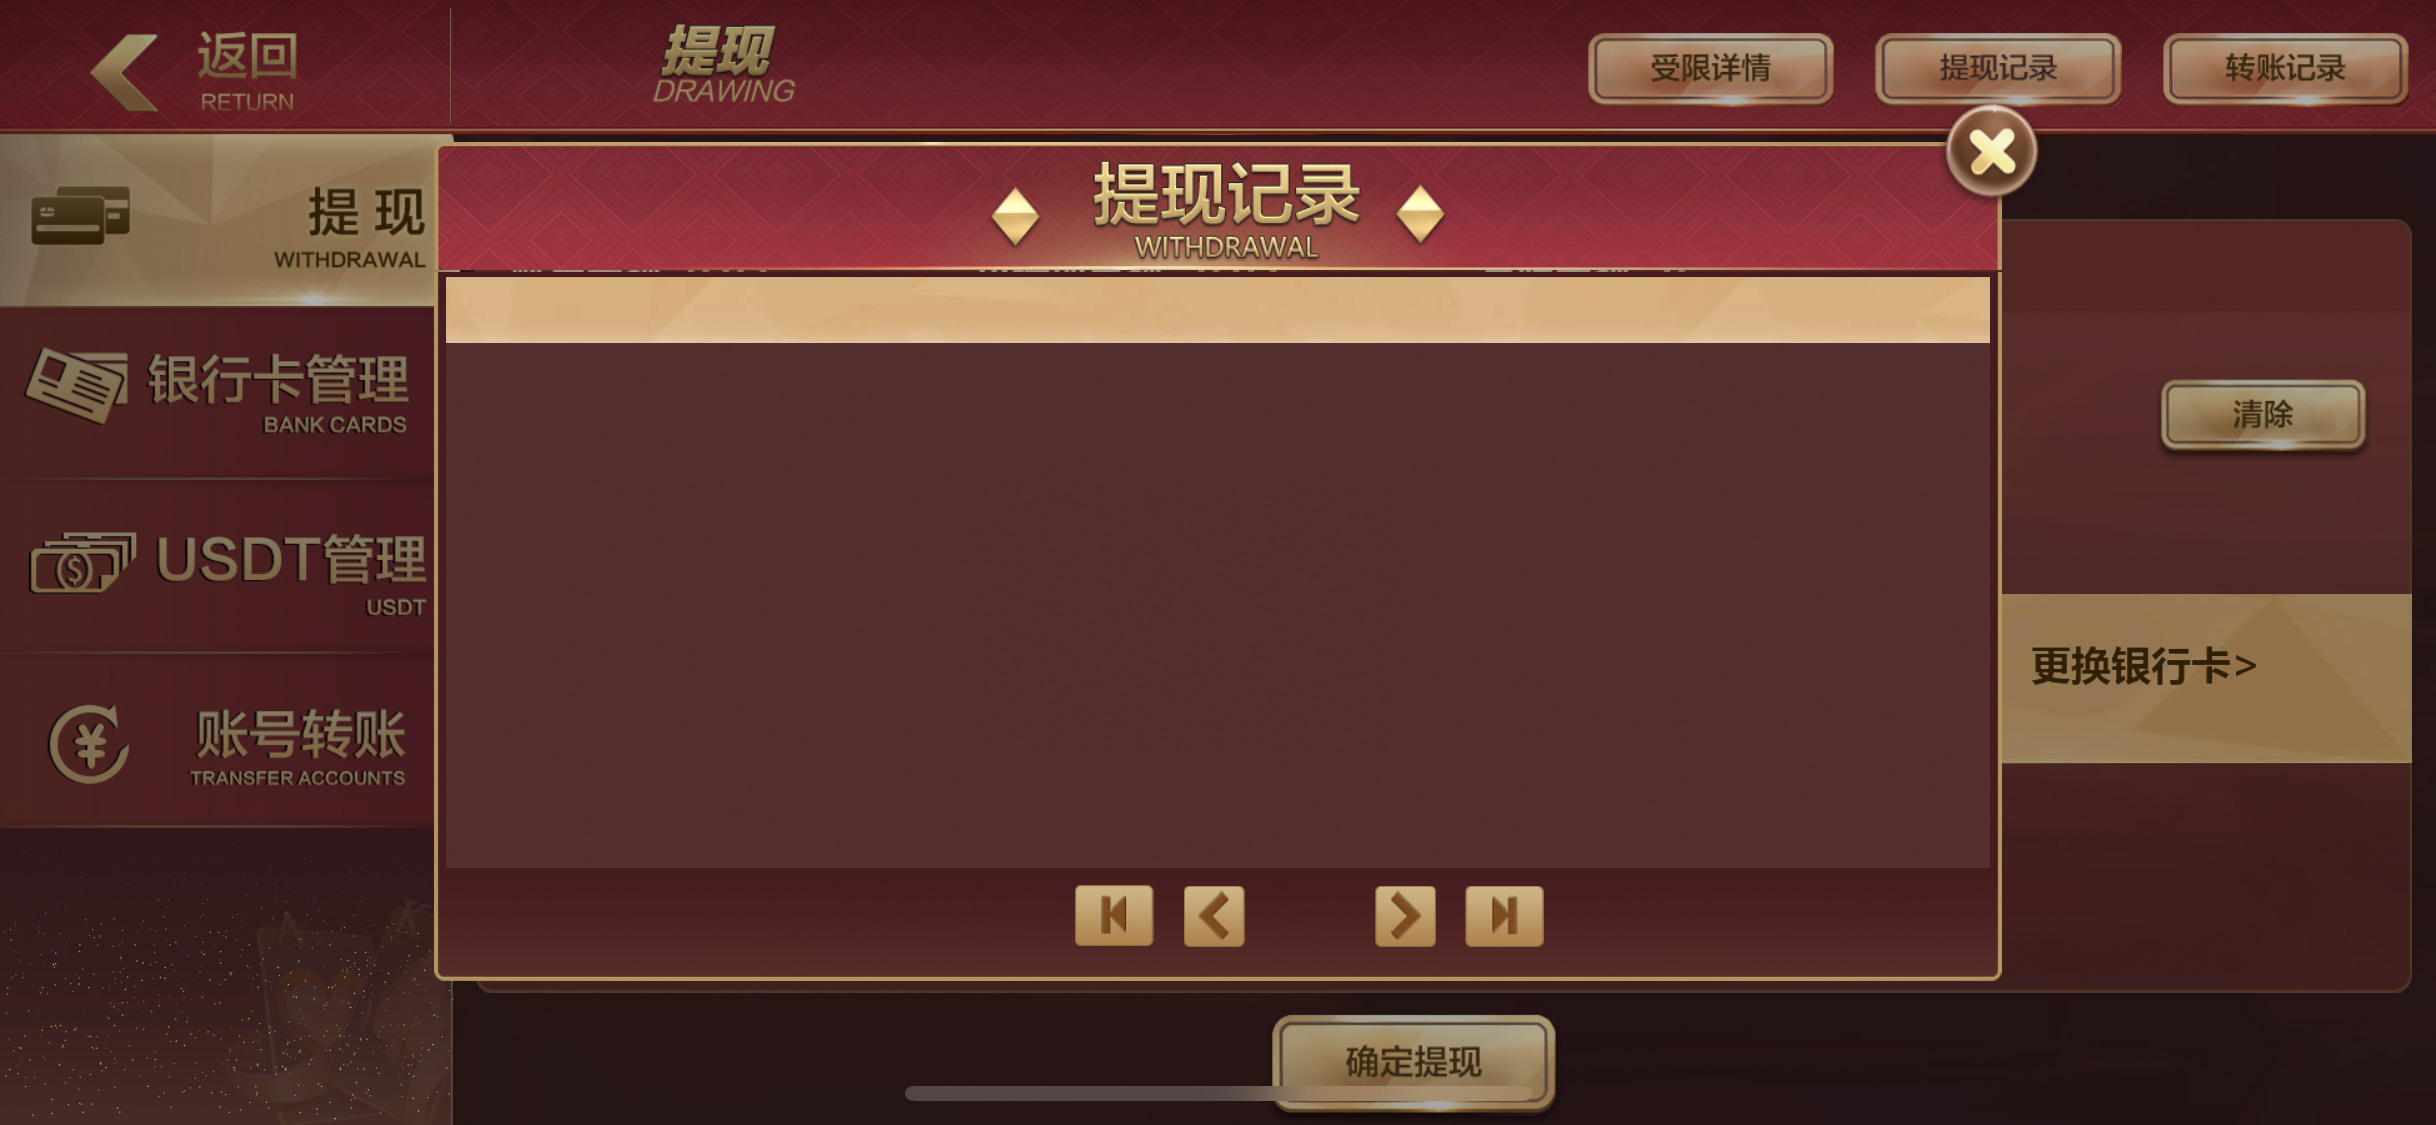 返回
RETURN
提现
DRAWING
受限详情
提现记录
转账记录
提现记录
WITHDRAWAL
提现
WITHDRAWAL
银行卡管理
BANK CARDS
USDT管理
USDT
账号转账
TRANSFER ACCOUNTS
清除
更换银行卡>
确定提现